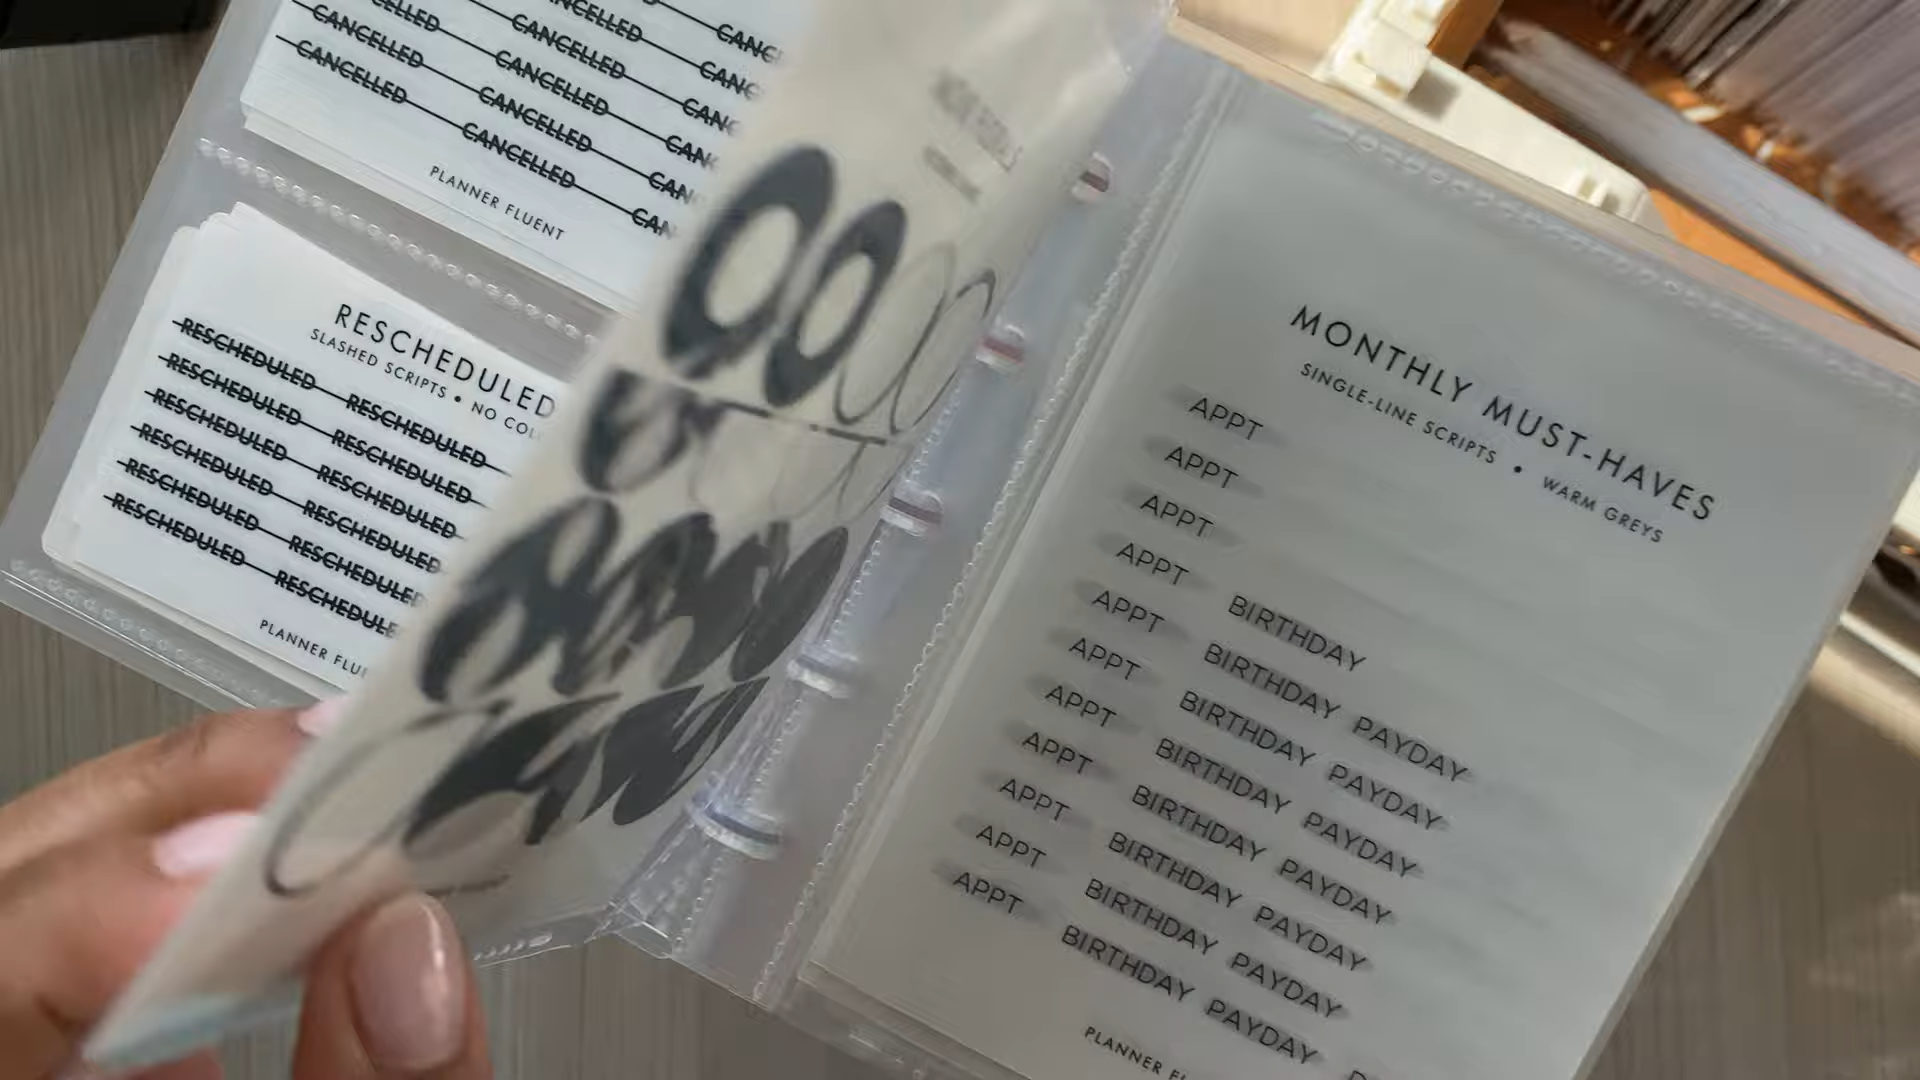 CANCELLED
CANCELLED
CANCELLED CANCELLED
CANCELLED CANCELLED
PLANNER FLUENT
RESCHEDULED
SLASHED SCRIPTS • NO
RESCHEDULED RESCHEDULED
RESCHEDULED RESCHEDULED
RESCHEDULED RESCHEDULED
RESCHEDULED RESCHEDULED
RESCHEDULED RESCHEDULED
RESCHEDULED RESCHEDULE
PLANNER
MONTHLY MUST-HAVES
SINGLE-LINE SCRIPTS • WARM GREYS
APPT
APPT
APPT
APPT BIRTHDAY
APPT BIRTHDAY PAYDAY
APPT BIRTHDAY PAYDAY
APPT BIRTHDAY PAYDAY
APPT BIRTHDAY PAYDAY
APPT BIRTHDAY PAYDAY
APPT BIRTHDAY PAYDAY
APPT BIRTHDAY PAYDAY
PLANNER